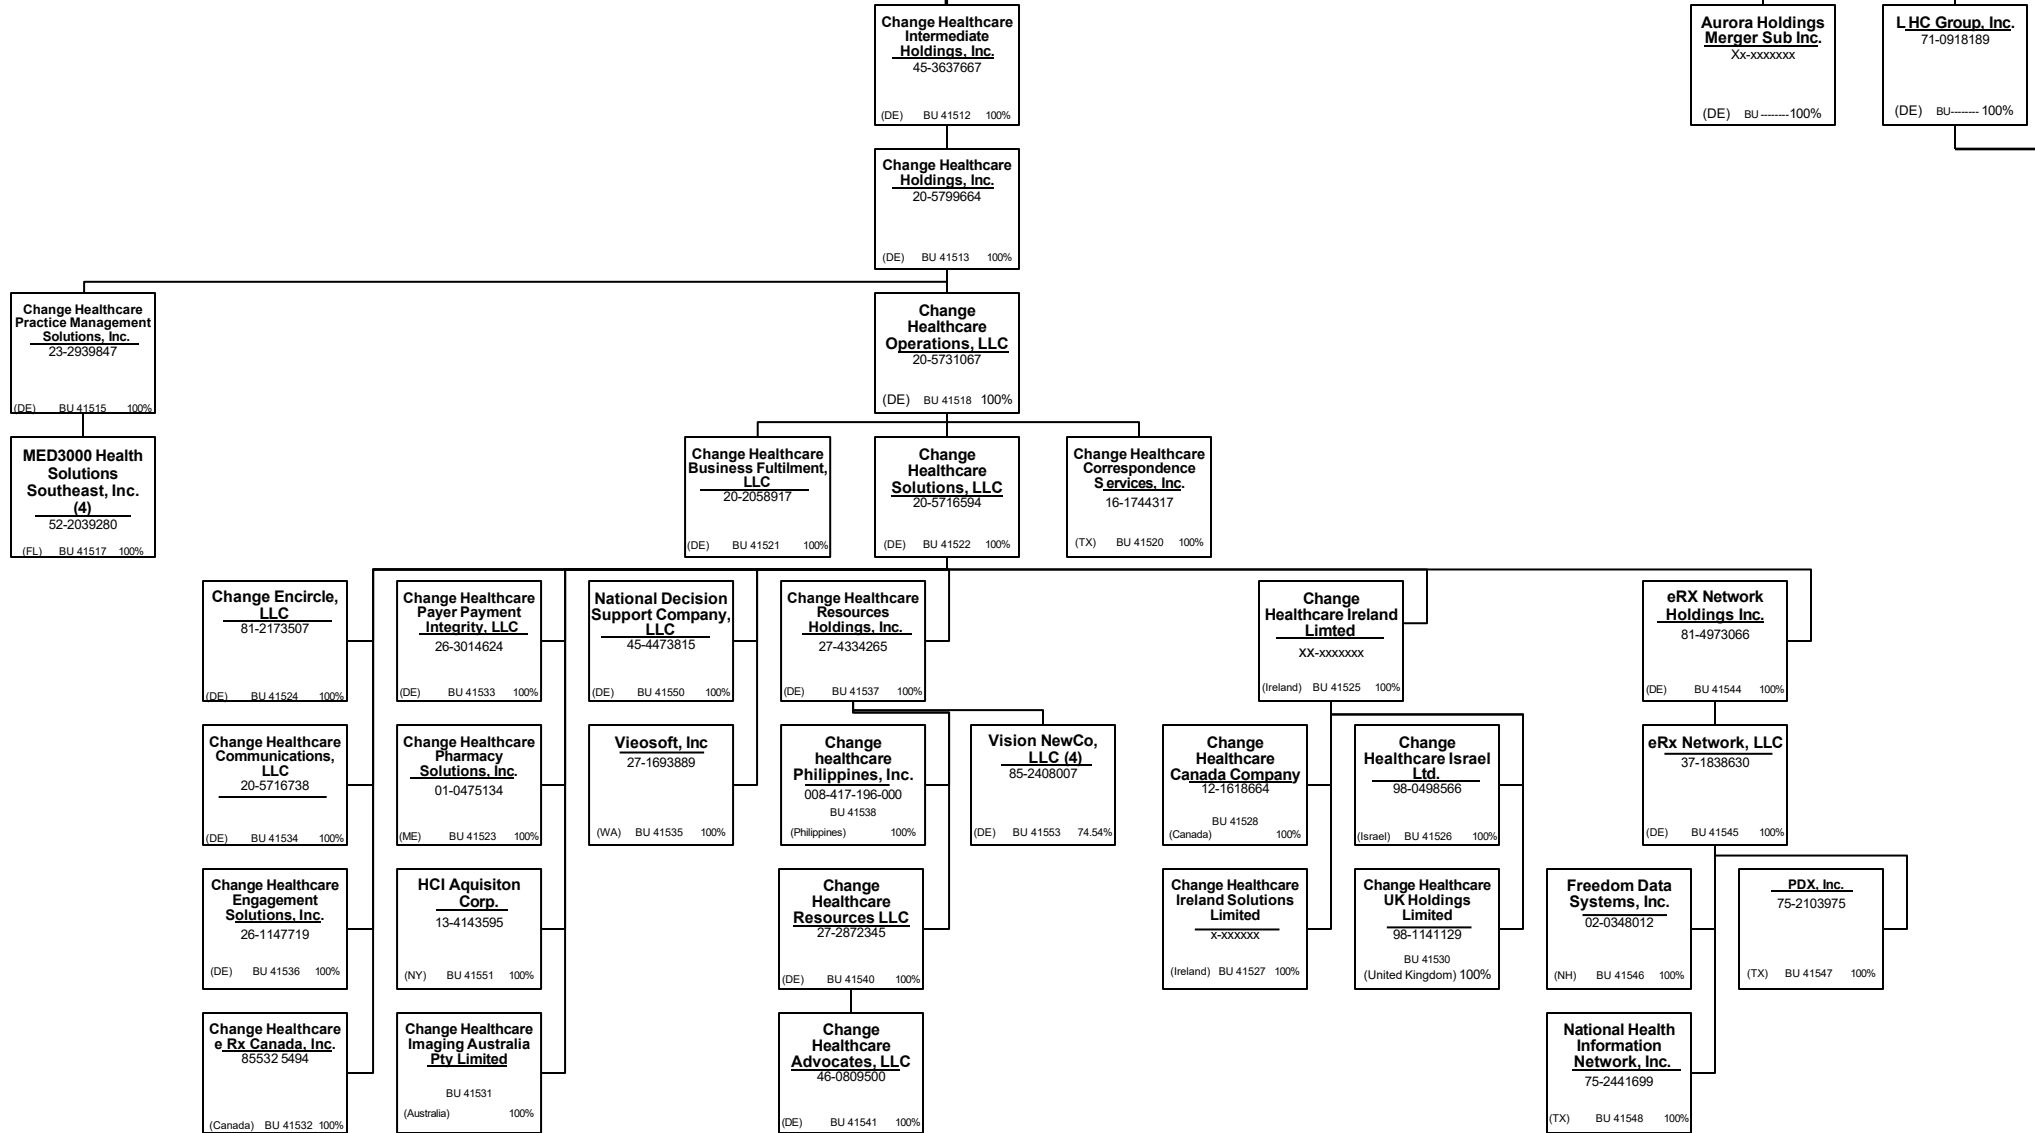 Change Healthcare
Intermediate
Holdings, Inc.
45-3637667
(DE) BU 41512 100%
Aurora Holdings
Merger Sub Inc.
Xx-xxxxxxx
(DE) BU--------100%
L HC Group, Inc.
71-0918189
(DE) BU-------- 100%
Change Healthcare
Holdings, Inc.
20-5799664
(DE) BU 41513 100%
Change Healthcare
Practice Management
Solutions, Inc.
23-2939847
(DE) BU 41515 100%
Change
Healthcare
Operations, LLC
20-5731067
(DE) BU 41518 100%
MED3000 Health
Solutions
Southeast, Inc.
(4)
52-2039280
(FL) BU 41517 100%
Change Healthcare
Business Fultilment,
LLC
20-2058917
(DE) BU 41521 100%
Change
Healthcare
Solutions, LLC
20-5716594
(DE) BU 41522 100%
Change Healthcare
Correspondence
S ervices, Inc.
16-1744317
(TX) BU 41520 100%
Change Encircle,
LLC
81-2173507
(DE) BU 41524 100%
Change Healthcare
Payer Payment
Integrity, LLC
26-3014624
(DE) BU 41533 100%
National Decision
Support Company,
LLC
45-4473815
(DE) BU 41550 100%
Change Healthcare
Resources
Holdings, Inc.
27-4334265
(DE) BU 41537 100%
Change
Healthcare Ireland
Limted
XX-xxxxxxx
(Ireland) BU 41525 100%
eRX Network
Holdings Inc.
81-4973066
(DE) BU 41544 100%
Change Healthcare
Communications,
LLC
20-5716738
(DE) BU 41534 100%
Change Healthcare
Pharmacy
Solutions, Inc.
01-0475134
(ME) BU 41523 100%
Vieosoft, Inc
27-1693889
(WA) BU 41535 100%
Change
healthcare
Philippines, Inc.
008-417-196-000
BU 41538
(Philippines) 100%
Vision NewCo,
LLC (4)
85-2408007
(DE) BU 41553 74.54%
Change
Healthcare
Canada Company
12-1618664
BU 41528
(Canada) 100%
Change
Healthcare Israel
Ltd.
98-0498566
(Israel) BU 41526 100%
eRx Network, LLC
37-1838630
(DE) BU 41545 100%
Change Healthcare
Engagement
Solutions, Inc.
26-1147719
(DE) BU 41536 100%
HCI Aquisiton
Corp.
13-4143595
(NY) BU 41551 100%
Change
Healthcare
Resources LLC
27-2872345
(DE) BU 41540 100%
Change Healthcare
Ireland Solutions
Limited
x-xxxxxx
(Ireland) BU 41527 100%
Change Healthcare
UK Holdings
Limited
98-1141129
BU 41530
(United Kingdom) 100%
Freedom Data
Systems, Inc.
02-0348012
(NH) BU 41546 100%
PDX, Inc.
75-2103975
(TX) BU 41547 100%
Change Healthcare
e Rx Canada, Inc.
85532 5494
(Canada) BU 41532 100%
Change Healthcare
Imaging Australia
Pty Limited
BU 41531
(Australia) 100%
Change
Healthcare
Advocates, LLC
46-0809500
(DE) BU 41541 100%
National Health
Information
Network, Inc.
75-2441699
(TX) BU 41548 100%